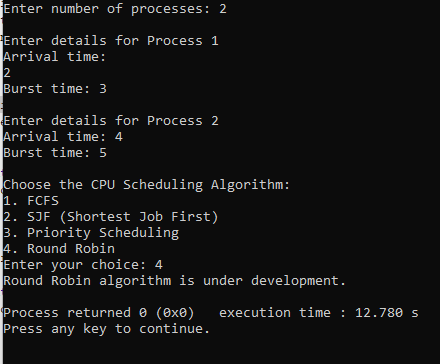 Enter number of processes: 2
Enter details for Process 1
Arrival time:
2
Burst time: 3
Enter details for Process 2
Arrival time: 4
Burst time: 5
Choose the CPU Scheduling Algorithm:
1. FCFS
2. SJF (Shortest Job First)
3. Priority Scheduling
4. Round Robin
Enter your choice: 4
Round Robin algorithm is under development.
Process returned 0 (0x0)   execution time : 12.780 s
Press any key to continue.